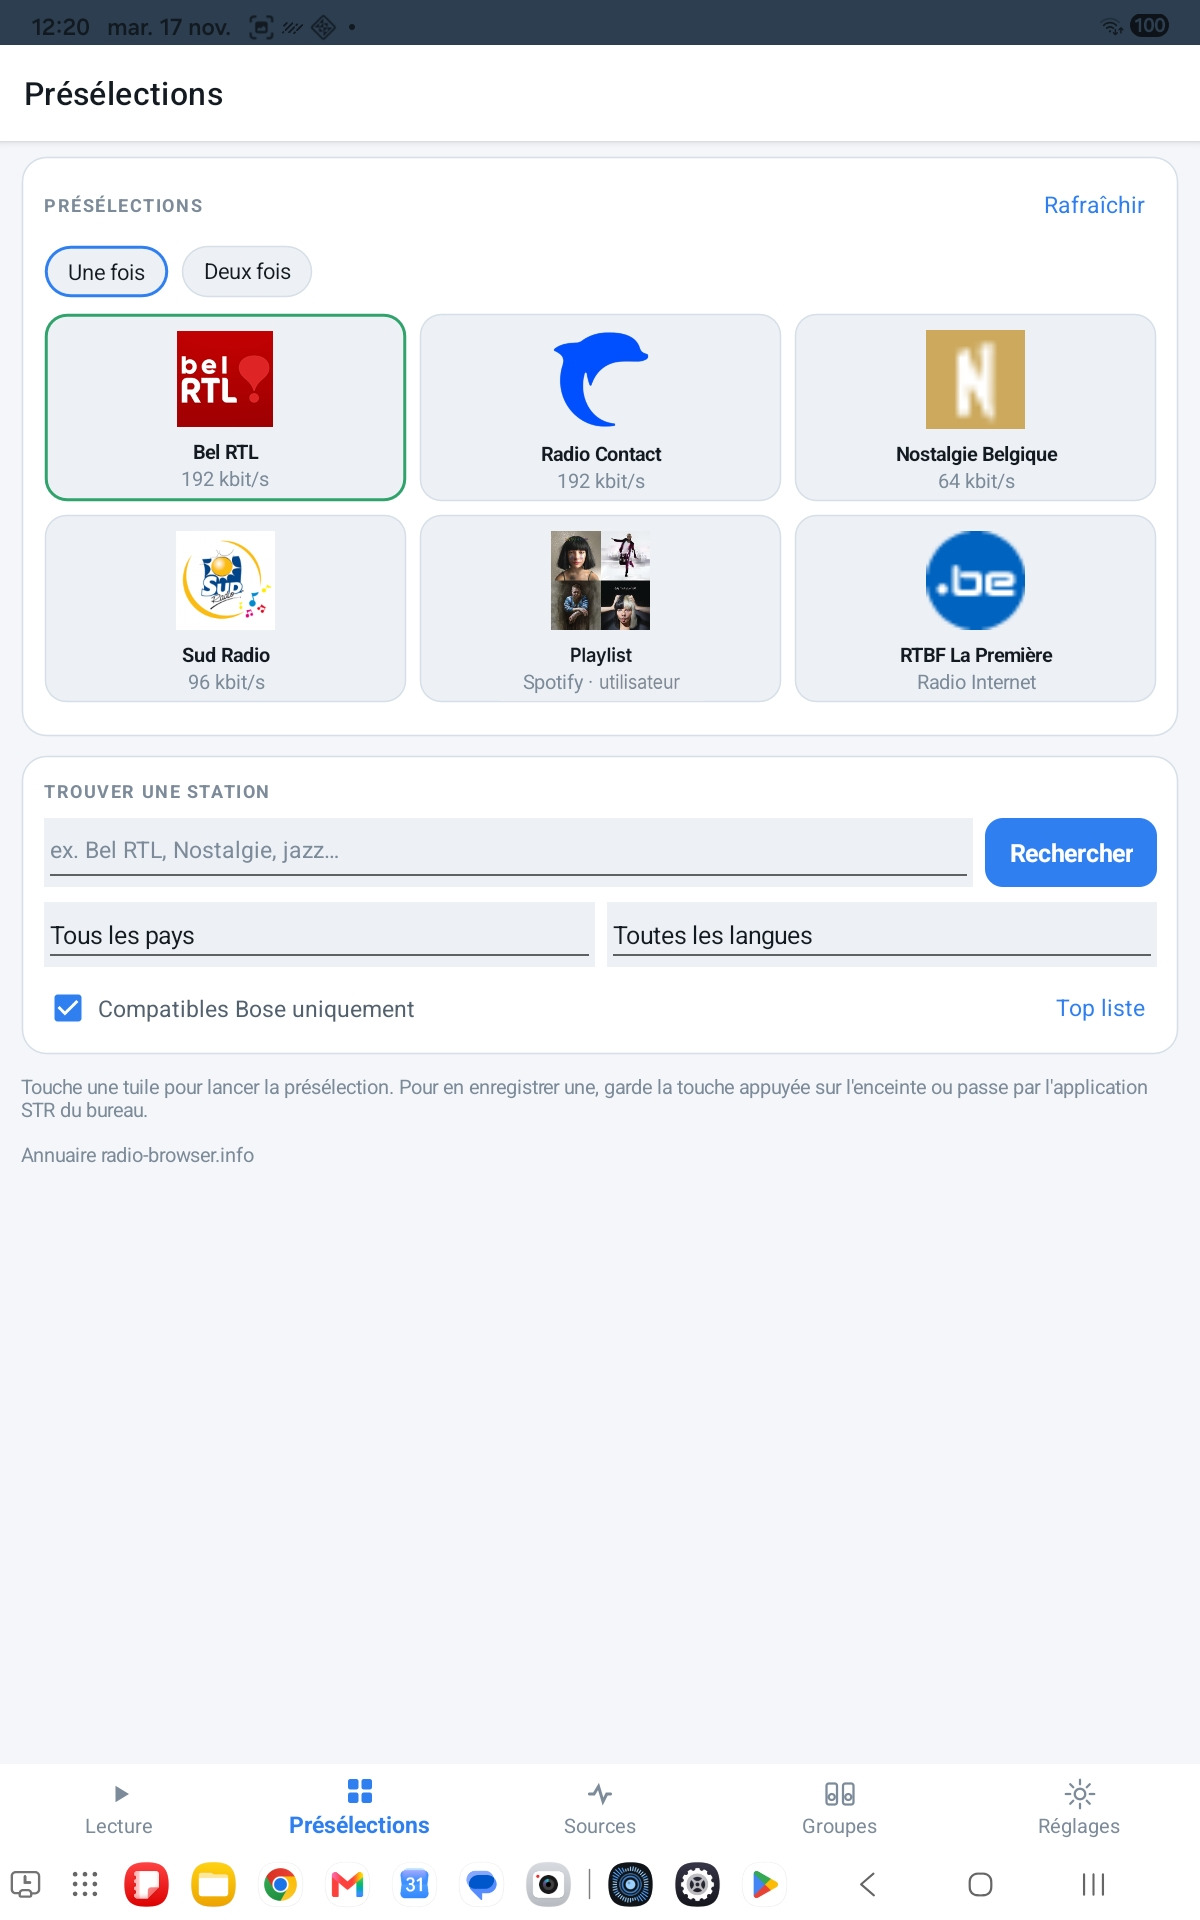 12:20 mar. 17 nov.
100
Présélections
PRÉSÉLECTIONS
Rafraîchir
Une fois
Deux fois
bel
RTL
Bel RTL
192 kbit/s
Radio Contact
192 kbit/s
N
Nostalgie Belgique
64 kbit/s
Sud
Radio
Sud Radio
96 kbit/s
Playlist
Spotify · utilisateur
.be
RTBF La Première
Radio Internet
TROUVER UNE STATION
ex. Bel RTL, Nostalgie, jazz...
Rechercher
Tous les pays
Toutes les langues
Compatibles Bose uniquement
Top liste
Touche une tuile pour lancer la présélection. Pour en enregistrer une, garde la touche appuyée sur l'enceinte ou passe par l'application
STR du bureau.
Annuaire radio-browser.info
Lecture
Présélections
Sources
Groupes
Réglages
31